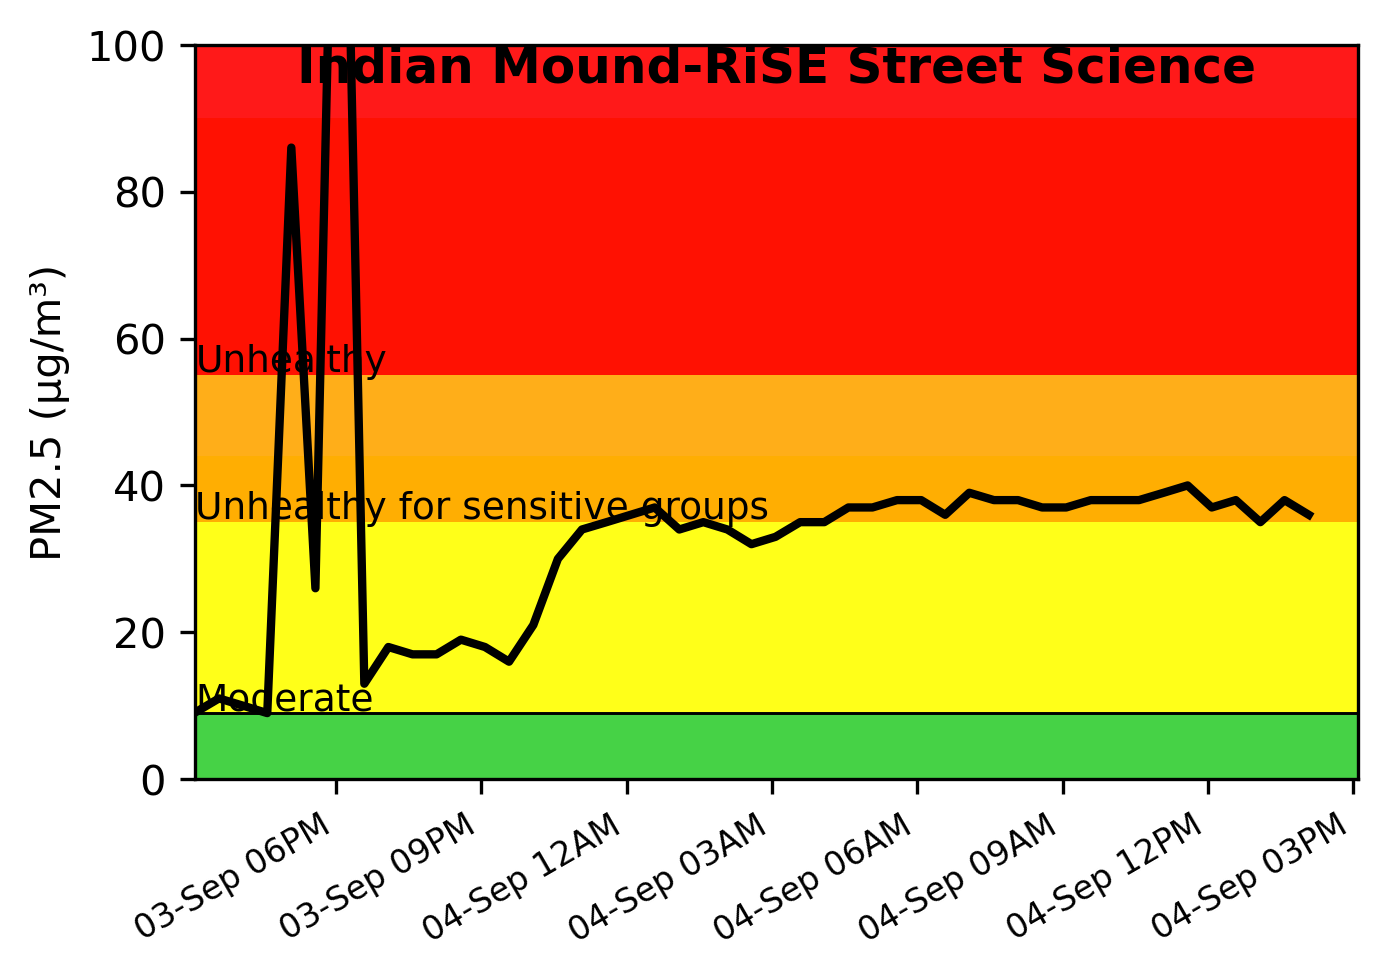 Indian Mound-RiSE Street Science
PM2.5 (μg/m³)
100
80
60
40
20
0
Unhealthy
Unhealthy for sensitive groups
Moderate
03-Sep 06PM
03-Sep 09PM
04-Sep 12AM
04-Sep 03AM
04-Sep 06AM
04-Sep 09AM
04-Sep 12PM
04-Sep 03PM